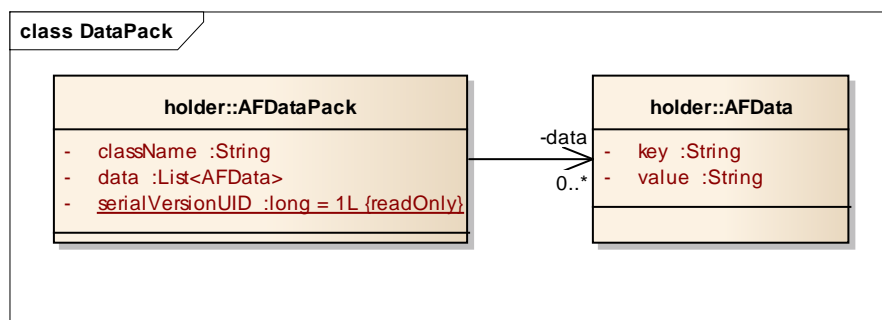 class DataPack
holder::AFDataPack
- className :String
- data :List<AFData>
- serialVersionUID :long = 1L {readOnly}
-data
0..*
holder::AFData
- key :String
- value :String